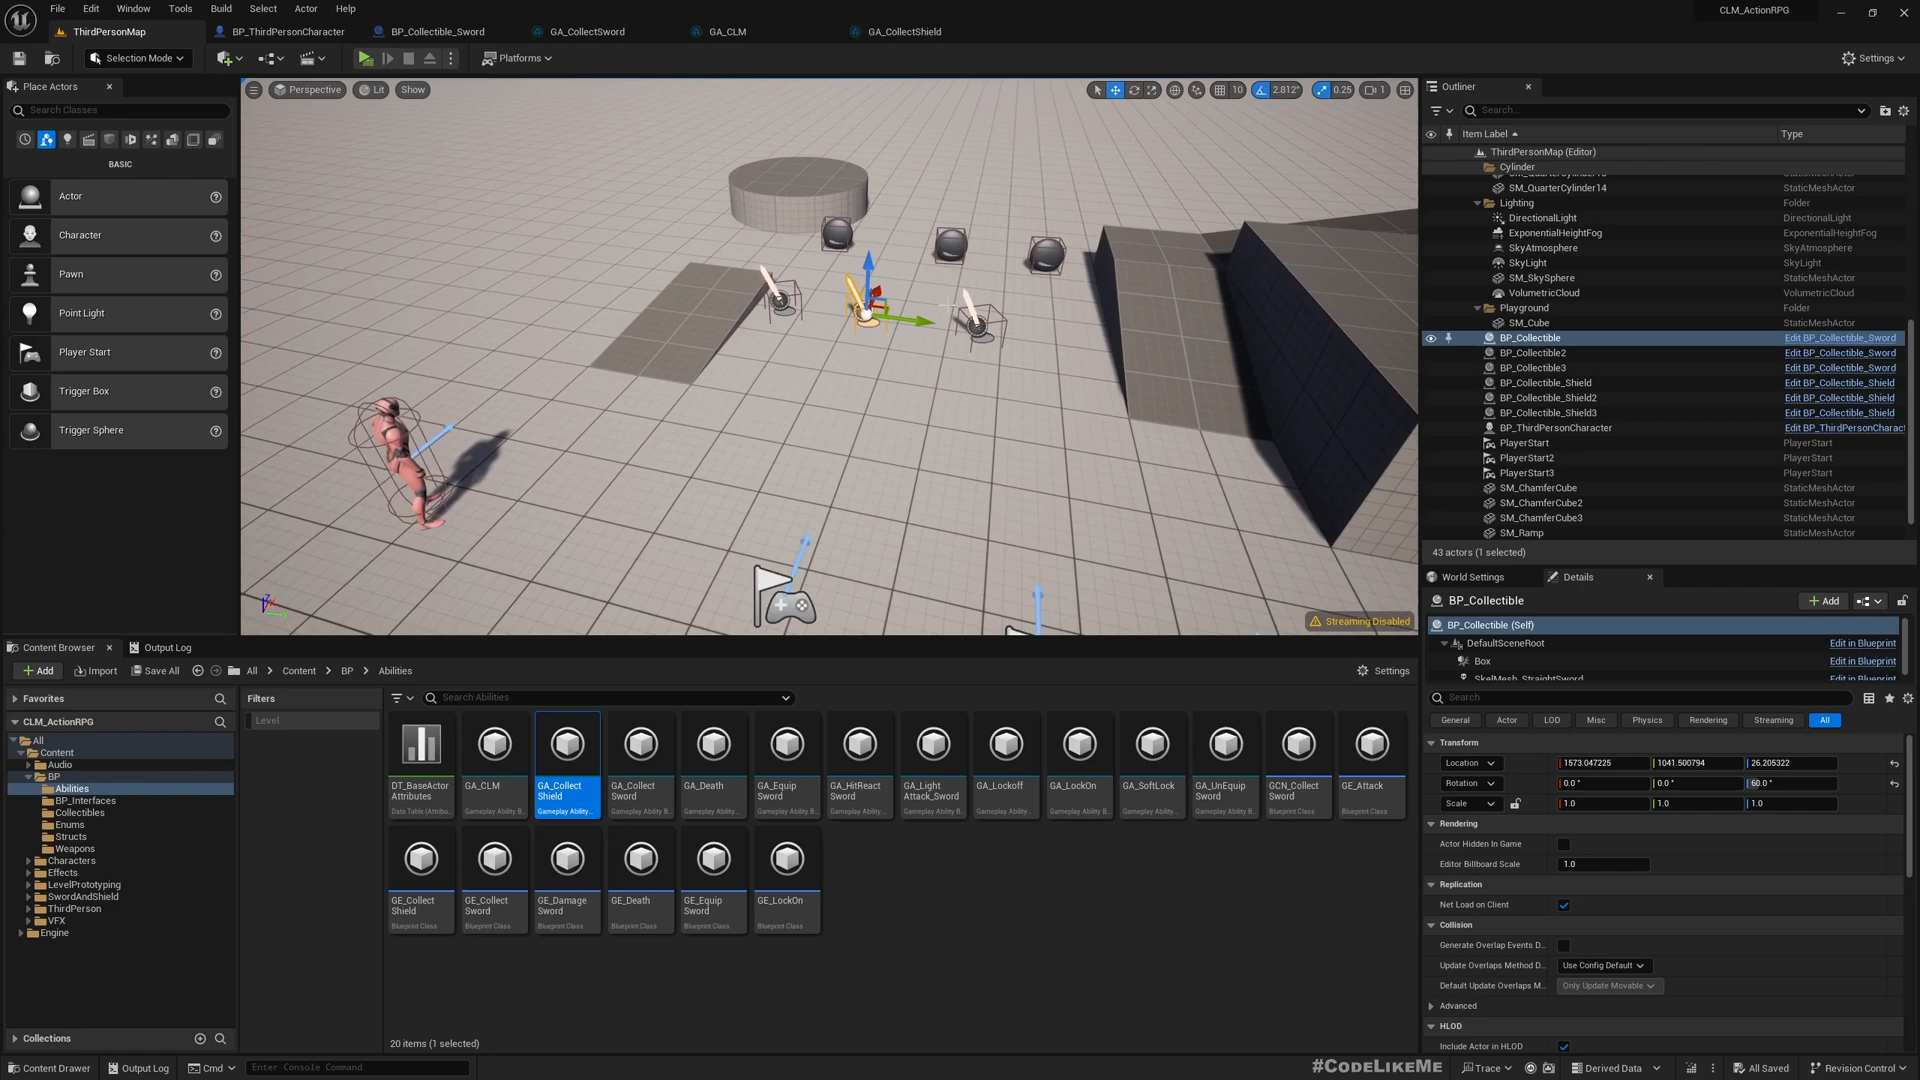 File Edit Window Tools Build Select Actor Help
CLM_ActionRPG
ThirdPersonMap
BP_ThirdPersonCharacter
BP_Collectible_Sword
GA_CollectSword
GA_CLM
GA_CollectShield
Selection Mode
Platforms
Settings
Place Actors
Search Classes
BASIC
Actor
Character
Pawn
Point Light
Player Start
Trigger Box
Trigger Sphere
Perspective
Lit
Show
10
2.812°
0.25
1
Streaming Disabled
Outliner
Search...
Item Label
Type
ThirdPersonMap (Editor)
Cylinder
SM_QuarterCylinder14 StaticMeshActor
Lighting Folder
DirectionalLight DirectionalLight
ExponentialHeightFog ExponentialHeightFog
SkyAtmosphere SkyAtmosphere
SkyLight SkyLight
SM_SkySphere StaticMeshActor
VolumetricCloud VolumetricCloud
Playground Folder
SM_Cube StaticMeshActor
BP_Collectible Edit BP_Collectible_Sword
BP_Collectible2 Edit BP_Collectible_Sword
BP_Collectible3 Edit BP_Collectible_Sword
BP_Collectible_Shield Edit BP_Collectible_Shield
BP_Collectible_Shield2 Edit BP_Collectible_Shield
BP_Collectible_Shield3 Edit BP_Collectible_Shield
BP_ThirdPersonCharacter Edit BP_ThirdPersonCharact
PlayerStart PlayerStart
PlayerStart2 PlayerStart
PlayerStart3 PlayerStart
SM_ChamferCube StaticMeshActor
SM_ChamferCube2 StaticMeshActor
SM_ChamferCube3 StaticMeshActor
SM_Ramp StaticMeshActor
43 actors (1 selected)
World Settings
Details
BP_Collectible
Add
BP_Collectible (Self)
DefaultSceneRoot Edit in Blueprint
Box Edit in Blueprint
SkelMesh_StraightSword Edit in Blueprint
Search
General Actor LOD Misc Physics Rendering Streaming All
Transform
Location 1573.047225 1041.500794 26.205322
Rotation 0.0 ° 0.0 ° 60.0 °
Scale 1.0 1.0 1.0
Rendering
Actor Hidden In Game
Editor Billboard Scale 1.0
Replication
Net Load on Client
Collision
Generate Overlap Events D...
Update Overlaps Method D... Use Config Default
Default Update Overlaps M... Only Update Movable
Advanced
HLOD
Include Actor in HLOD
Content Browser
Output Log
Add Import Save All All Content BP Abilities
Settings
Favorites
CLM_ActionRPG
All
Content
Audio
BP
Abilities
BP_Interfaces
Collectibles
Enums
Structs
Weapons
Characters
Effects
LevelPrototyping
SwordAndShield
ThirdPerson
VFX
Engine
Collections
Filters
Level
Search Abilities
DT_BaseActor Attributes Data Table (Attribu
GA_CLM Gameplay Ability B
GA_Collect Shield Gameplay Ability...
GA_Collect Sword Gameplay Ability B
GA_Death Gameplay Ability B
GA_Equip Sword Gameplay Ability B
GA_HitReact Sword Gameplay Ability B
GA_Light Attack_Sword Gameplay Ability B
GA_Lockoff Gameplay Ability B
GA_LockOn Gameplay Ability B
GA_SoftLock Gameplay Ability B
GA_UnEquip Sword Gameplay Ability B
GCN_Collect Sword Blueprint Class
GE_Attack Blueprint Class
GE_Collect Shield Blueprint Class
GE_Collect Sword Blueprint Class
GE_Damage Sword Blueprint Class
GE_Death Blueprint Class
GE_Equip Sword Blueprint Class
GE_LockOn Blueprint Class
20 items (1 selected)
Content Drawer
Output Log
Cmd
Enter Console Command
#CodeLikeMe
Trace
Derived Data
All Saved
Revision Control